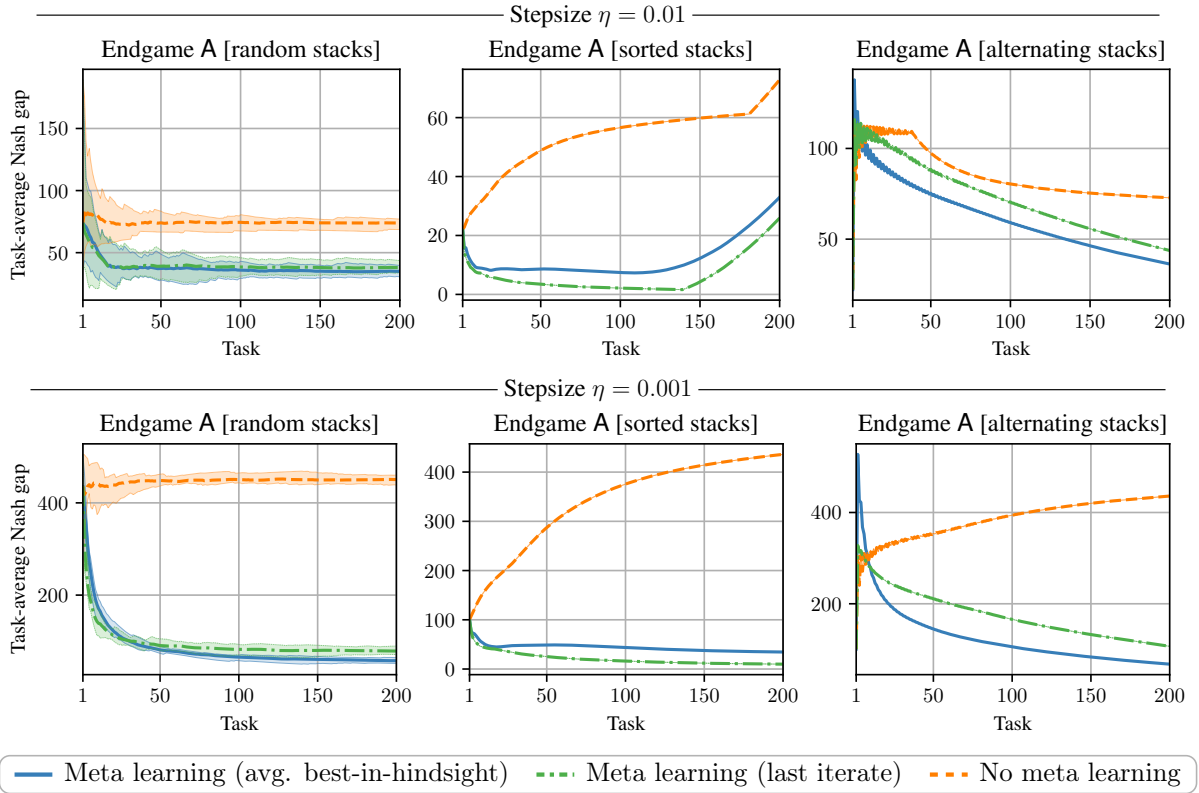 Stepsize η = 0.01
Endgame A [random stacks]
Endgame A [sorted stacks]
Endgame A [alternating stacks]
Task-average Nash gap
150
100
50
1 50 100 150 200
Task
60
40
20
0
1 50 100 150 200
Task
100
50
1 50 100 150 200
Task
Stepsize η = 0.001
Endgame A [random stacks]
Endgame A [sorted stacks]
Endgame A [alternating stacks]
Task-average Nash gap
400
200
1 50 100 150 200
Task
400
300
200
100
0
1 50 100 150 200
Task
400
200
1 50 100 150 200
Task
Meta learning (avg. best-in-hindsight) Meta learning (last iterate) No meta learning